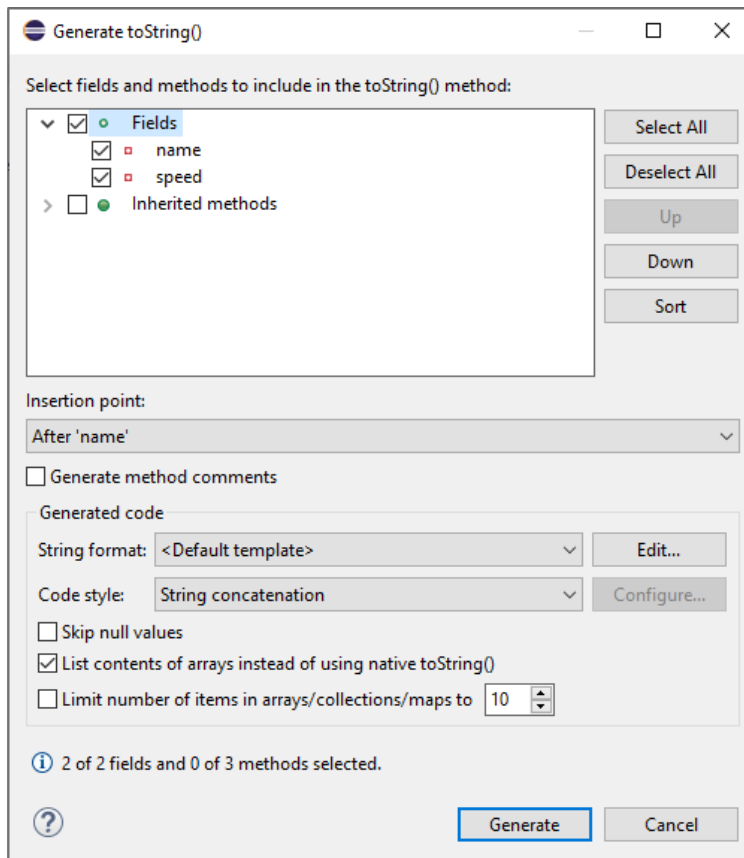 Generate toString()
Select fields and methods to include in the toString() method:
Fields
name
speed
Inherited methods
Select All
Deselect All
Up
Down
Sort
Insertion point:
After 'name'
Generate method comments
Generated code
String format: <Default template> Edit...
Code style: String concatenation Configure...
Skip null values
List contents of arrays instead of using native toString()
Limit number of items in arrays/collections/maps to 10
2 of 2 fields and 0 of 3 methods selected.
Generate Cancel